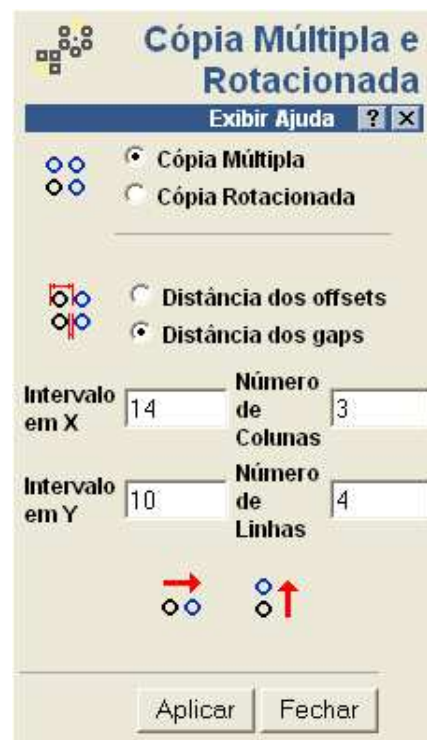 Cópia Múltipla e
Rotacionada
Exibir Ajuda ? X
Cópia Múltipla
Cópia Rotacionada
Distância dos offsets
Distância dos gaps
Intervalo em X 14 Número de Colunas 3
Intervalo em Y 10 Número de Linhas 4
Aplicar Fechar